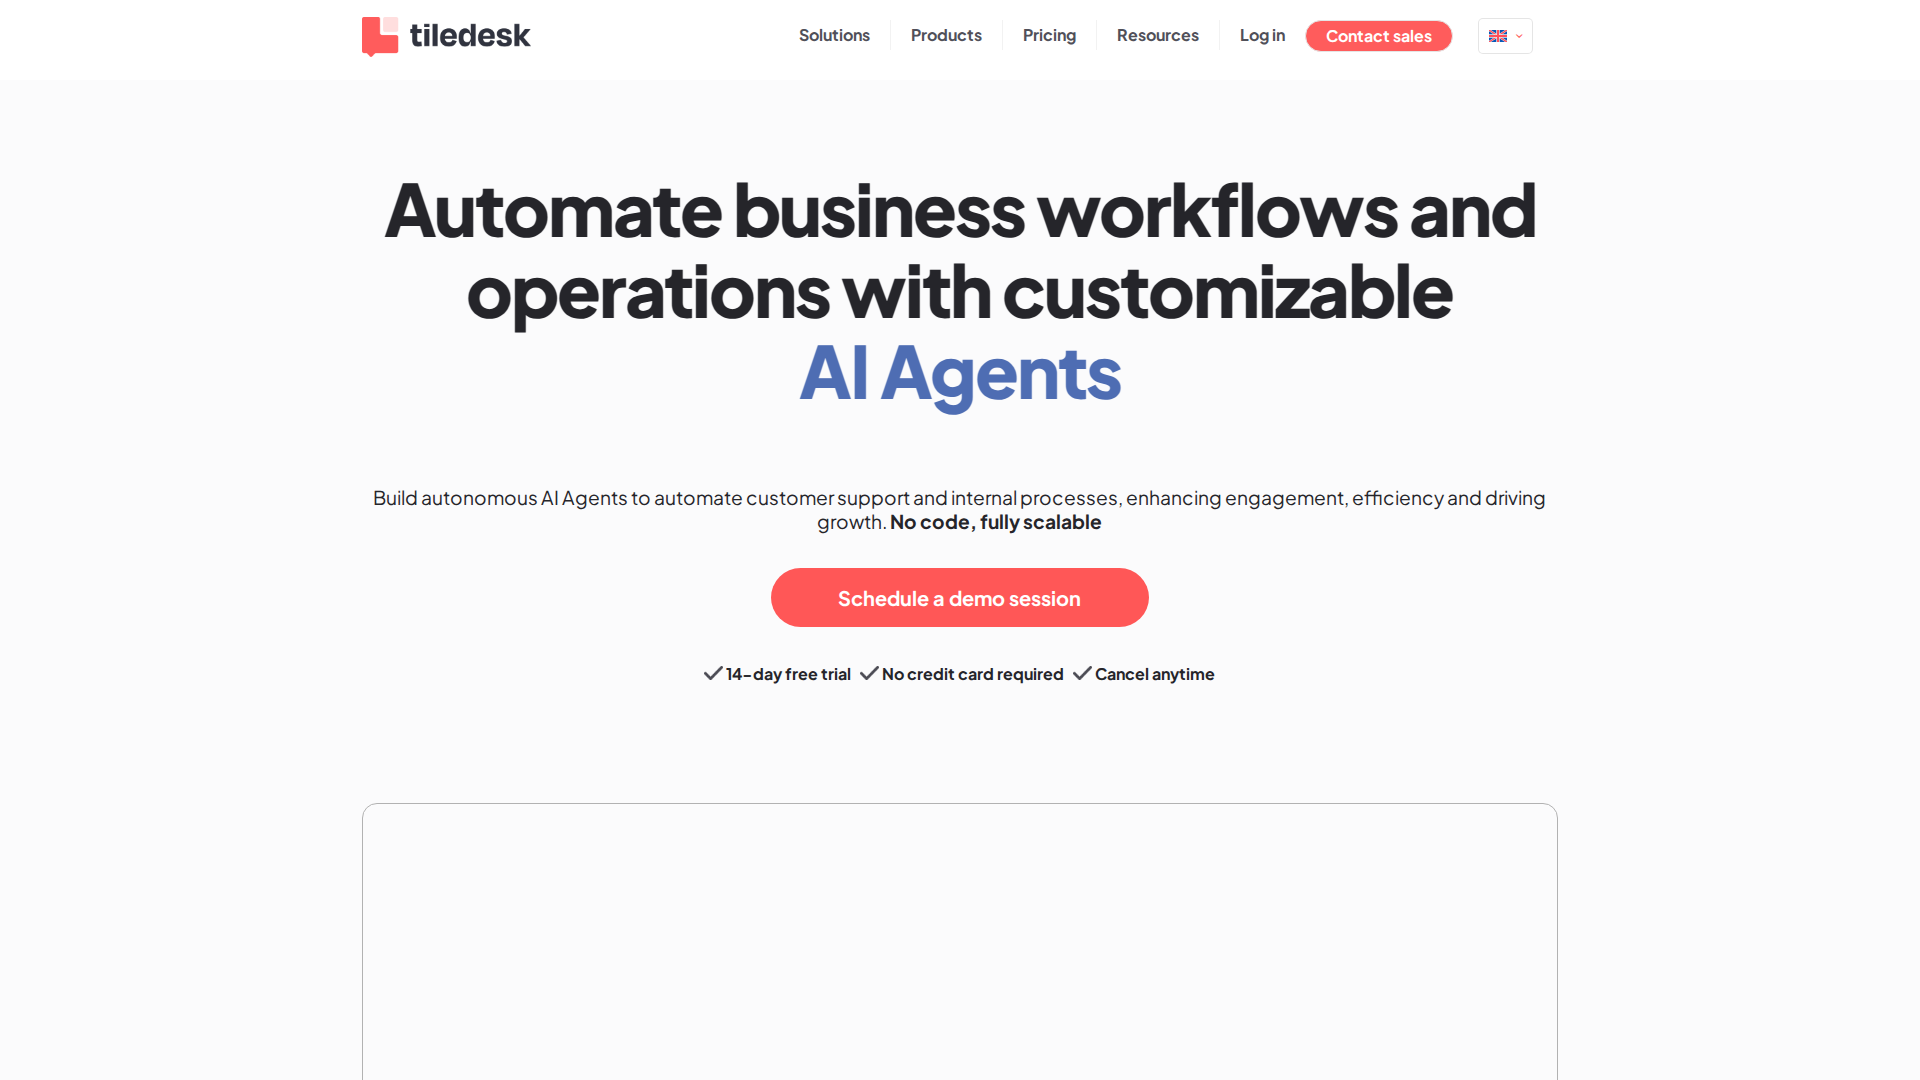 tiledesk
Solutions
Products
Pricing
Resources
Log in
Contact sales
Automate business workflows and
operations with customizable
AI Agents
Build autonomous AI Agents to automate customer support and internal processes, enhancing engagement, efficiency and driving
growth. No code, fully scalable
Schedule a demo session
14-day free trial No credit card required Cancel anytime